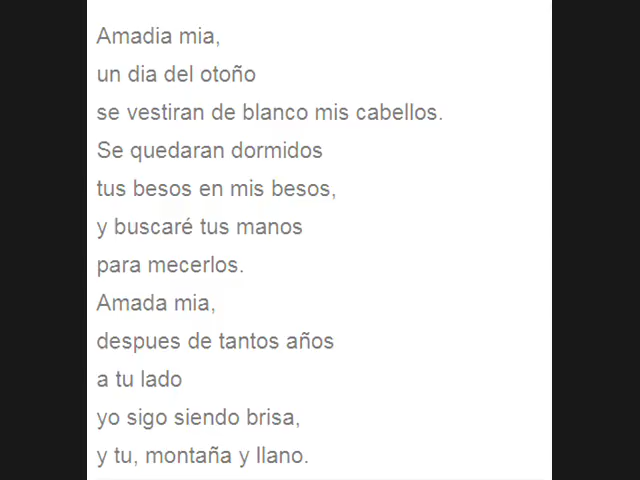 Amadia mia,
un dia del otoño
se vestiran de blanco mis cabellos.
Se quedaran dormidos
tus besos en mis besos,
y buscaré tus manos
para mecerlos.
Amada mia,
despues de tantos años
a tu lado
yo sigo siendo brisa,
y tu, montaña y llano.